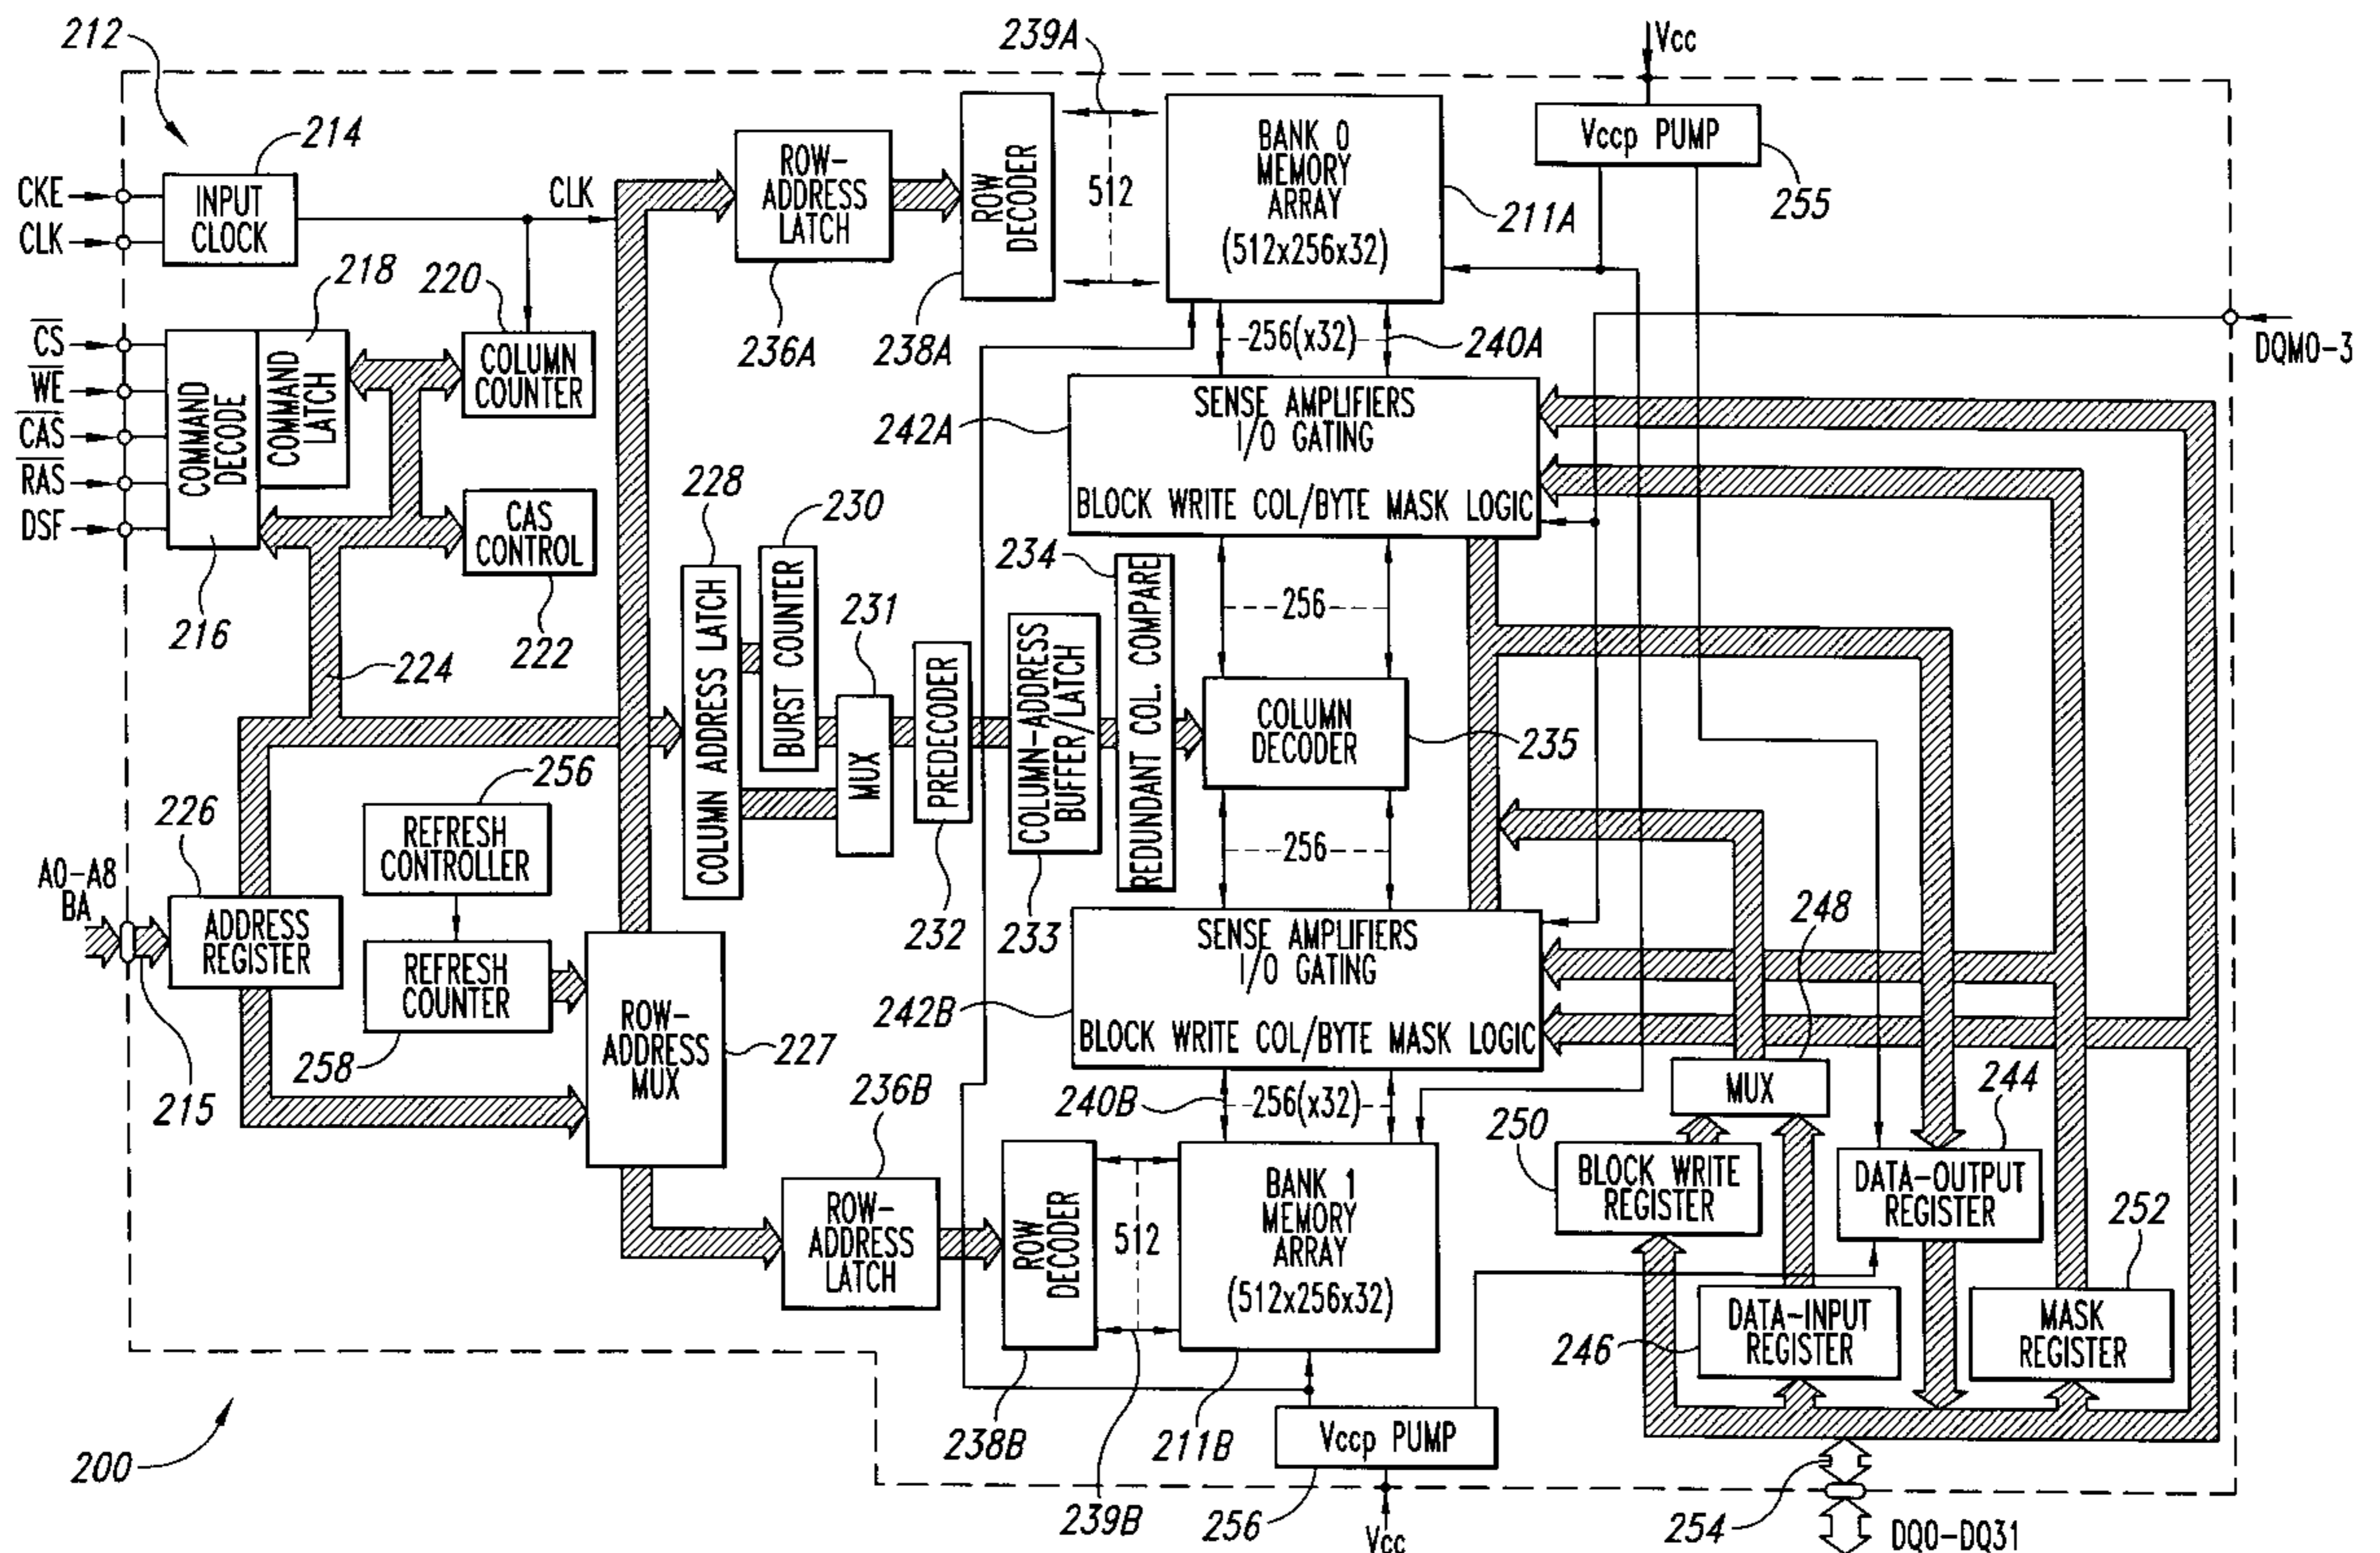 212
239A
Vcc
214
CKE
CLK
INPUT
CLOCK
CLK
ROW-
ADDRESS
LATCH
236A
ROW
DECODER
238A
512
BANK 0
MEMORY
ARRAY
(512x256x32)
211A
Vccp PUMP
255
218
220
CS
WE
CAS
RAS
DSF
COMMAND
DECODE
COMMAND
LATCH
COLUMN
COUNTER
CAS
CONTROL
216
222
224
256(x32)
240A
DQM0-3
242A
SENSE AMPLIFIERS
I/O GATING
BLOCK WRITE COL/BYTE MASK LOGIC
228
230
231
234
COLUMN ADDRESS LATCH
BURST COUNTER
MUX
PREDECODER
232
COLUMN-ADDRESS
BUFFER/LATCH
233
REDUNDANT COL. COMPARE
256
COLUMN
DECODER
235
256
256
226
REFRESH
CONTROLLER
A0-A8
BA
ADDRESS
REGISTER
215
REFRESH
COUNTER
258
ROW-
ADDRESS
MUX
227
242B
SENSE AMPLIFIERS
I/O GATING
BLOCK WRITE COL/BYTE MASK LOGIC
248
MUX
244
240B
256(x32)
236B
ROW-
ADDRESS
LATCH
ROW
DECODER
238B
512
239B
BANK 1
MEMORY
ARRAY
(512x256x32)
211B
250
BLOCK WRITE
REGISTER
DATA-OUTPUT
REGISTER
252
246
DATA-INPUT
REGISTER
MASK
REGISTER
200
Vccp PUMP
256
Vcc
254
DQ0-DQ31